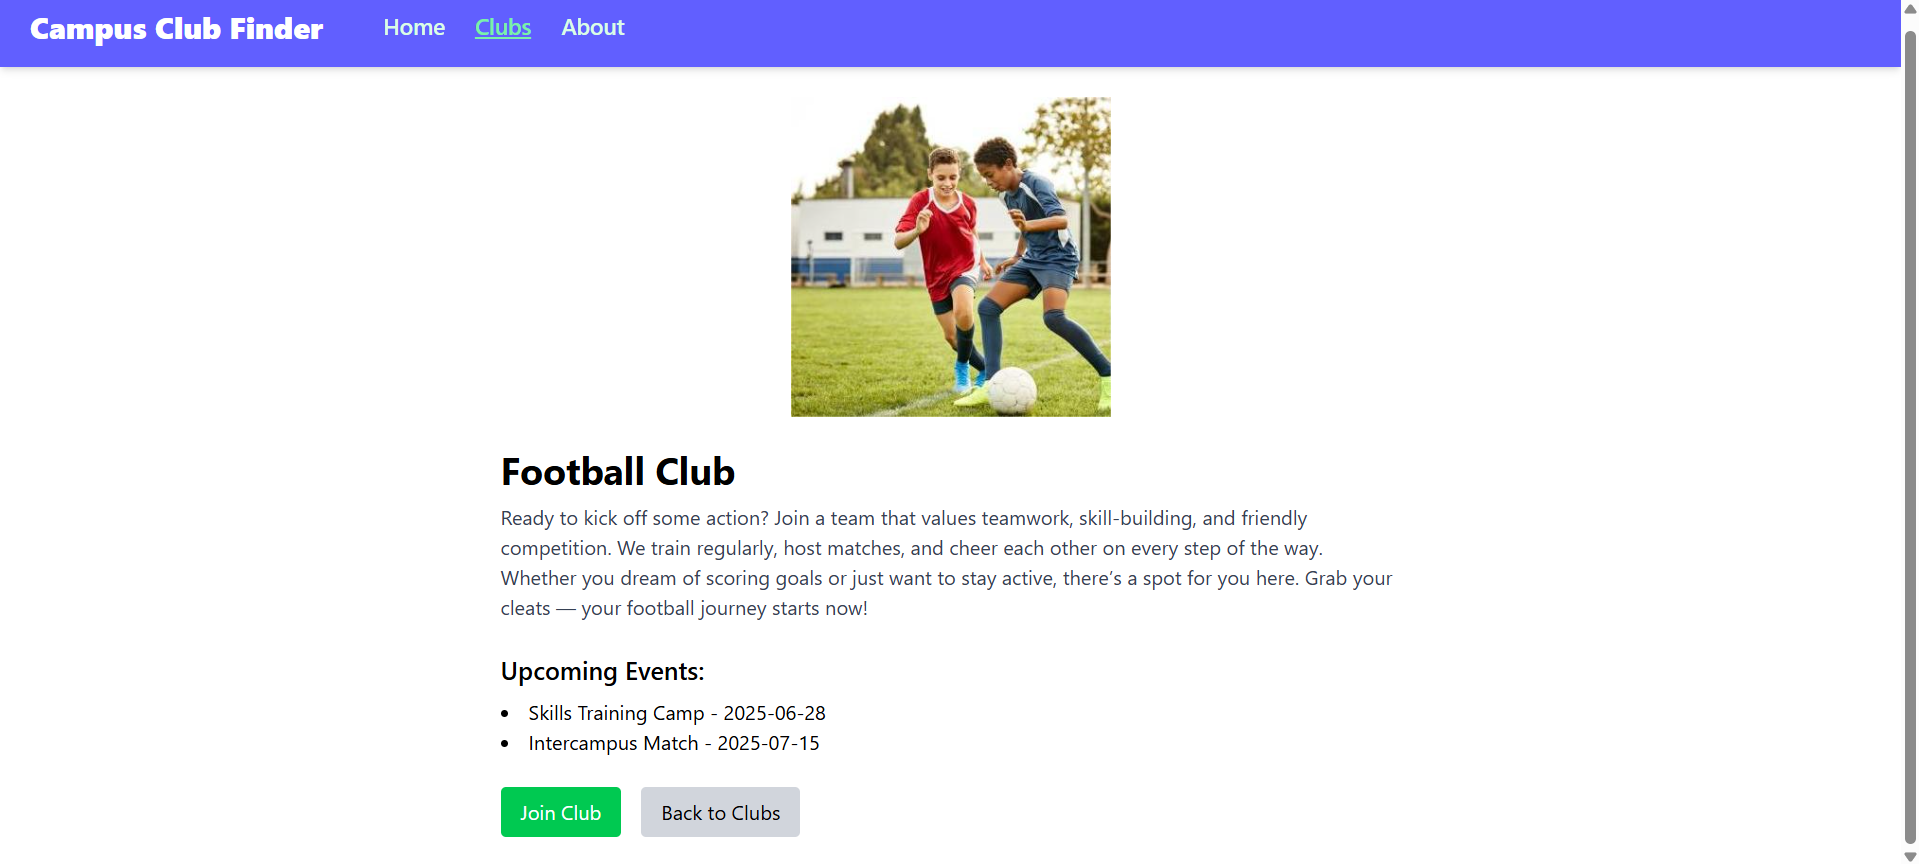 Campus Club Finder Home Clubs About
Football Club
Ready to kick off some action? Join a team that values teamwork, skill-building, and friendly
competition. We train regularly, host matches, and cheer each other on every step of the way.
Whether you dream of scoring goals or just want to stay active, there’s a spot for you here. Grab your
cleats — your football journey starts now!
Upcoming Events:
• Skills Training Camp - 2025-06-28
• Intercampus Match - 2025-07-15
Join Club Back to Clubs